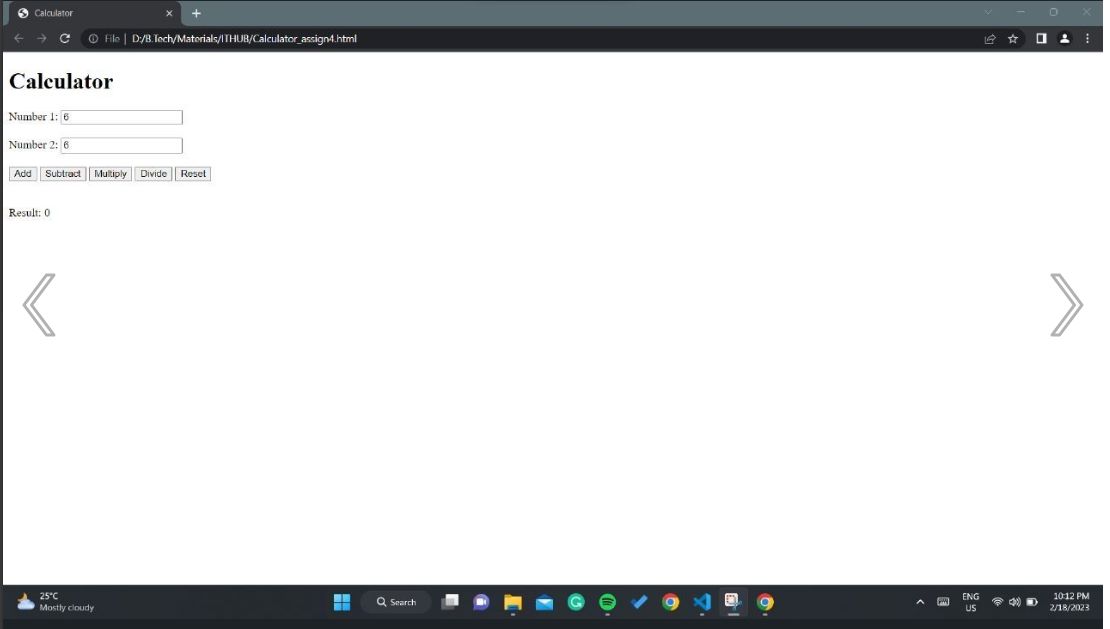 Calculator
File | D:/B.Tech/Materials/ITHUB/Calculator_assign4.html
Calculator
Number 1: 6
Number 2: 6
Add Subtract Multiply Divide Reset
Result: 0
25°C
Mostly cloudy
Search
ENG
US
10:12 PM
2/18/2023